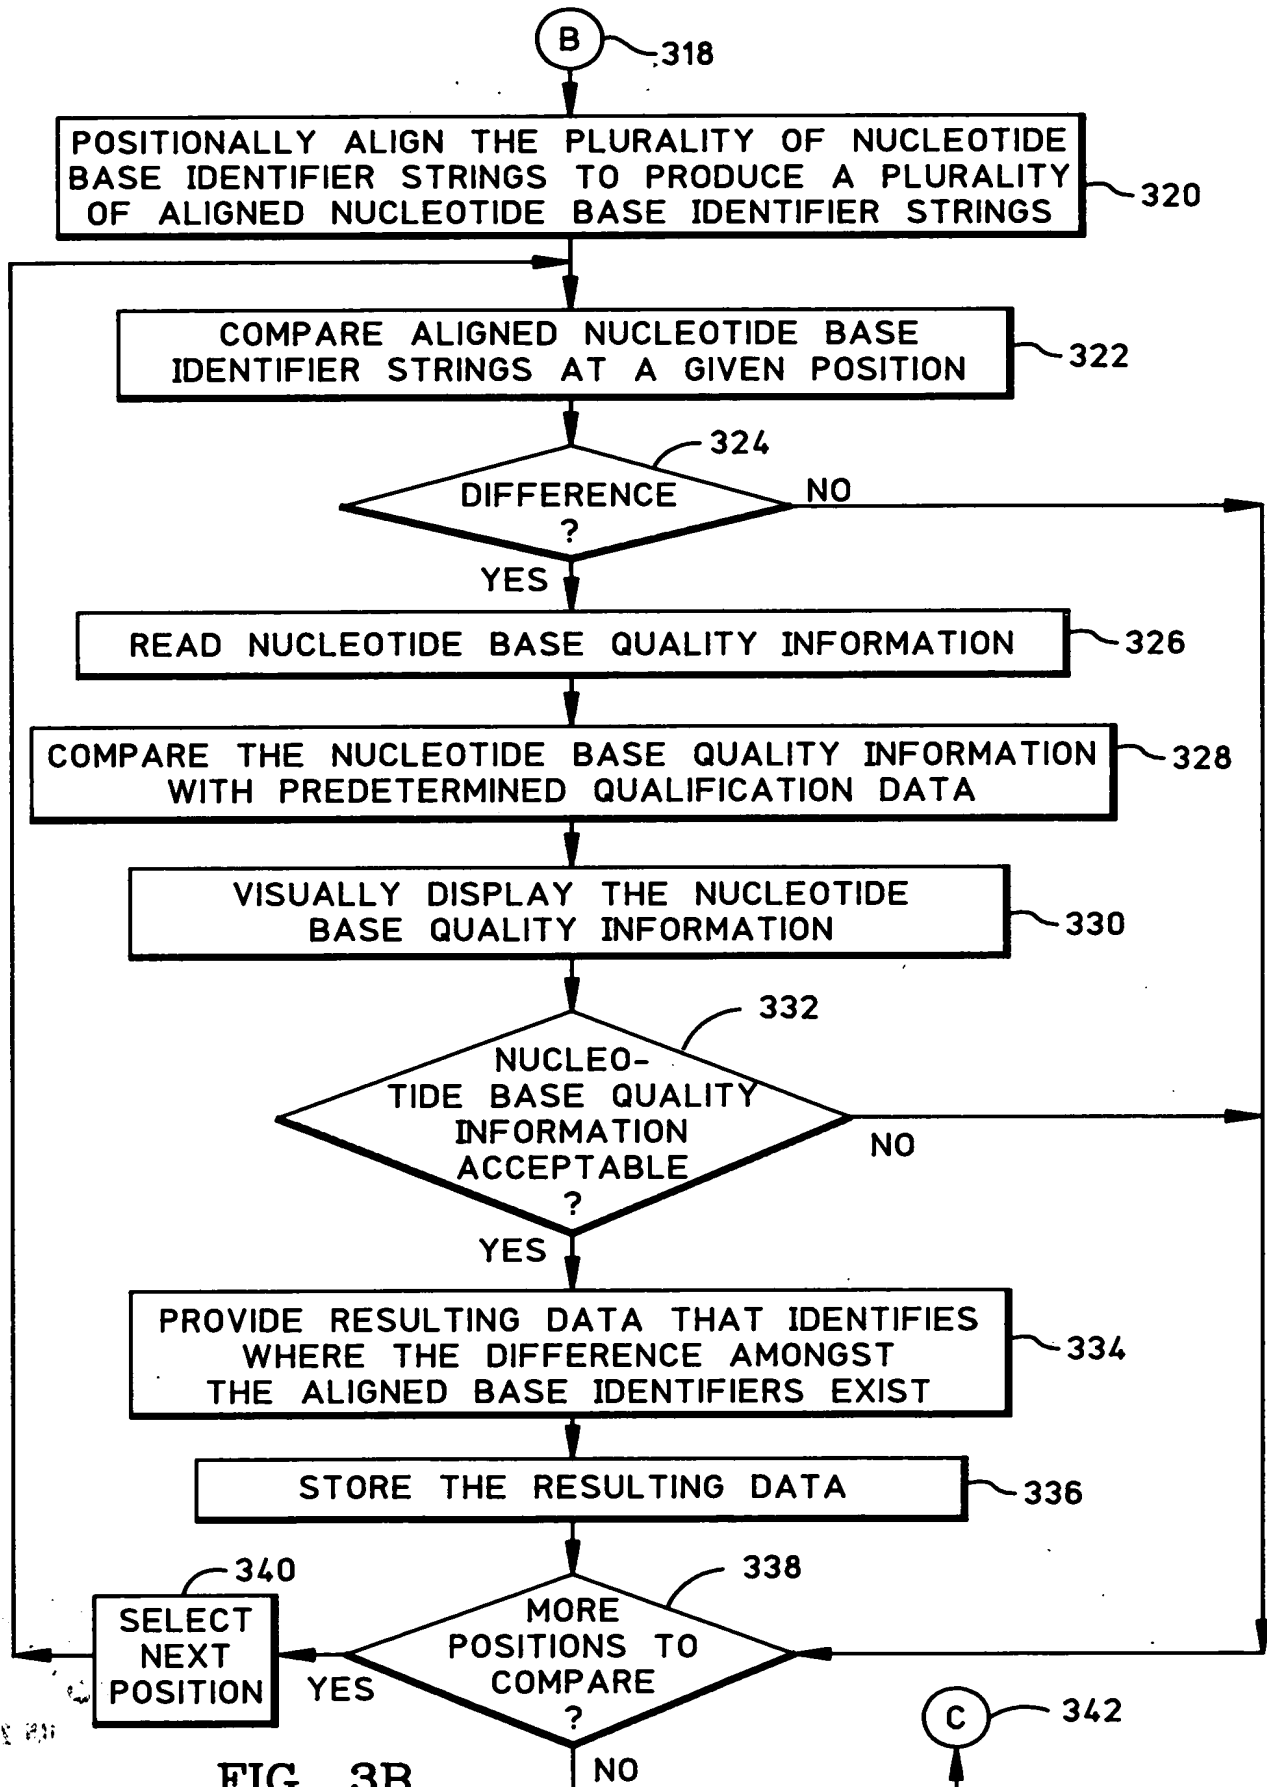 B
318
POSITIONALLY ALIGN THE PLURALITY OF NUCLEOTIDE
BASE IDENTIFIER STRINGS TO PRODUCE A PLURALITY
OF ALIGNED NUCLEOTIDE BASE IDENTIFIER STRINGS
320
COMPARE ALIGNED NUCLEOTIDE BASE
IDENTIFIER STRINGS AT A GIVEN POSITION
322
324
DIFFERENCE
?
NO
YES
READ NUCLEOTIDE BASE QUALITY INFORMATION
326
COMPARE THE NUCLEOTIDE BASE QUALITY INFORMATION
WITH PREDETERMINED QUALIFICATION DATA
328
VISUALLY DISPLAY THE NUCLEOTIDE
BASE QUALITY INFORMATION
330
332
NUCLEO-
TIDE BASE QUALITY
INFORMATION
ACCEPTABLE
?
NO
YES
PROVIDE RESULTING DATA THAT IDENTIFIES
WHERE THE DIFFERENCE AMONGST
THE ALIGNED BASE IDENTIFIERS EXIST
334
STORE THE RESULTING DATA
336
340
338
SELECT
NEXT
POSITION
YES
MORE
POSITIONS TO
COMPARE
?
C
342
NO
FIG. 3B